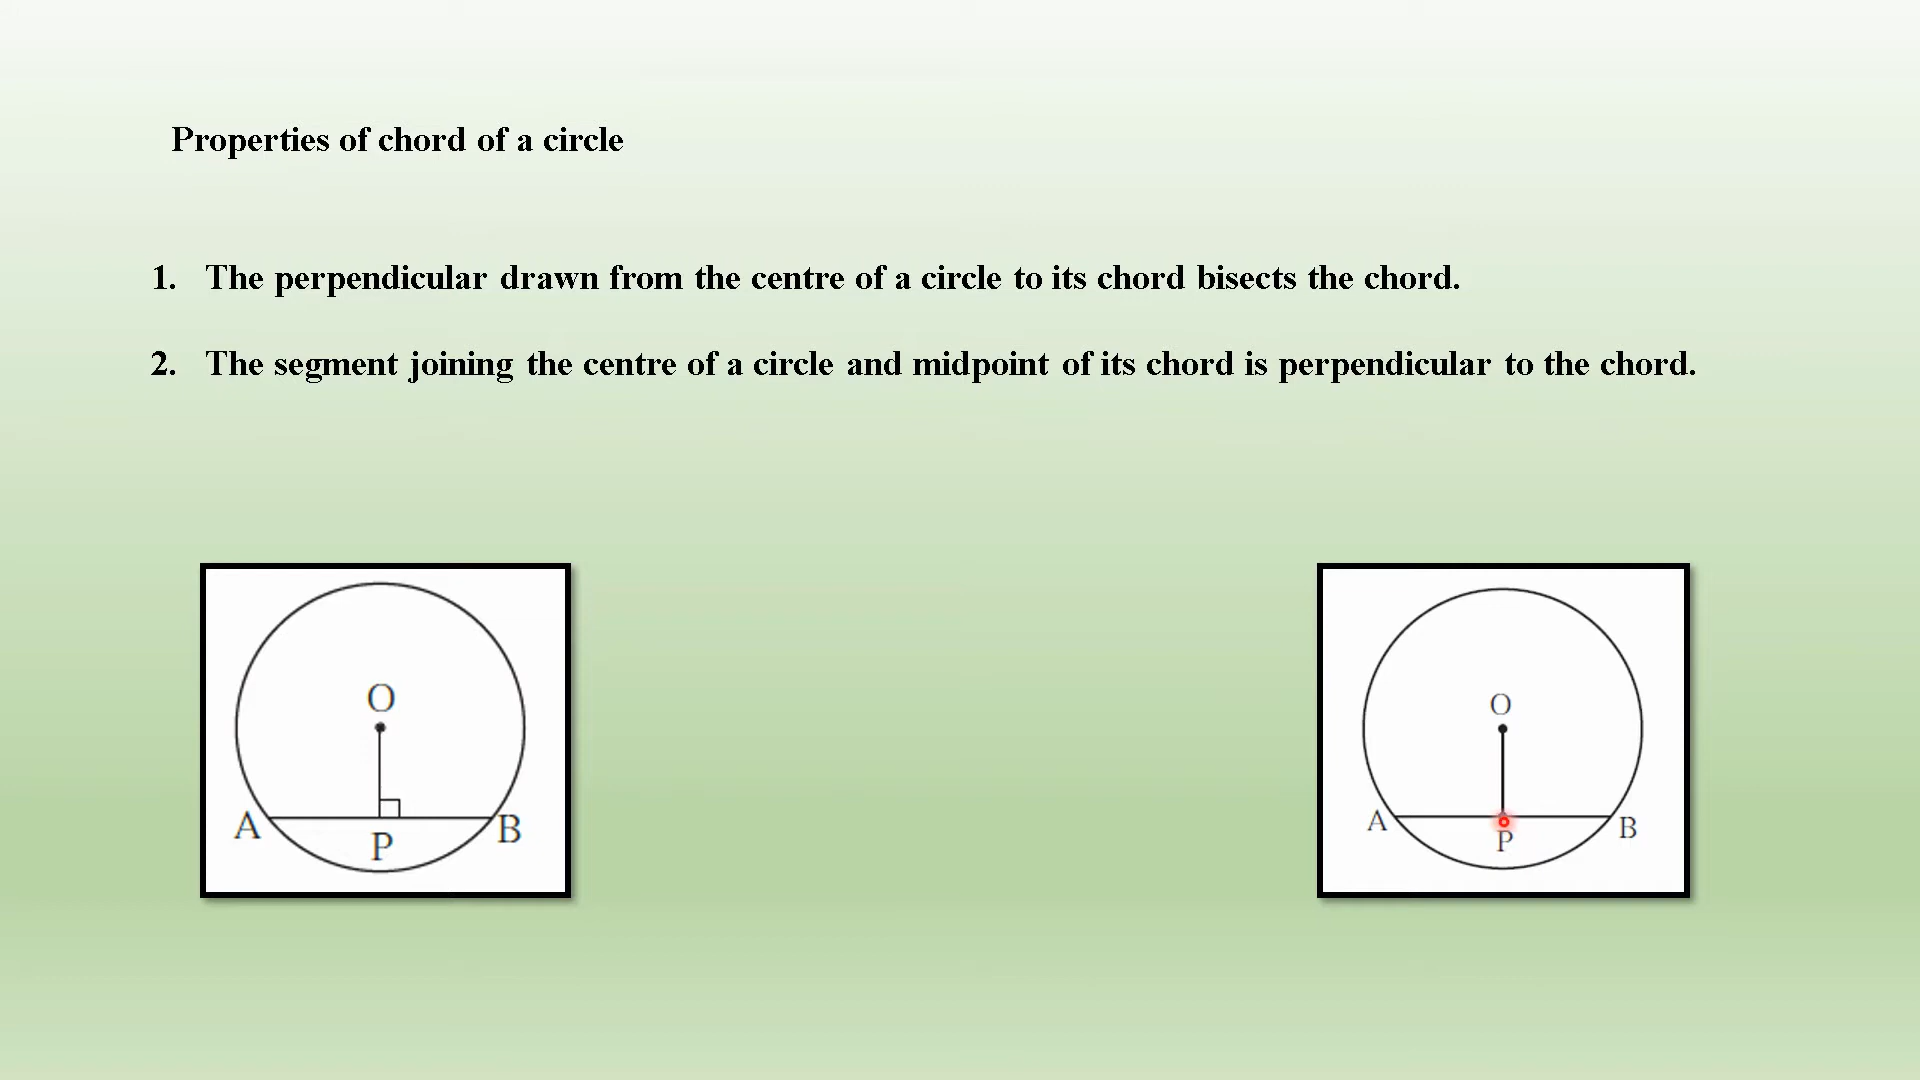 Properties of chord of a circle
1. The perpendicular drawn from the centre of a circle to its chord bisects the chord.
2. The segment joining the centre of a circle and midpoint of its chord is perpendicular to the chord.
O
A
P
B
O
A
P
B